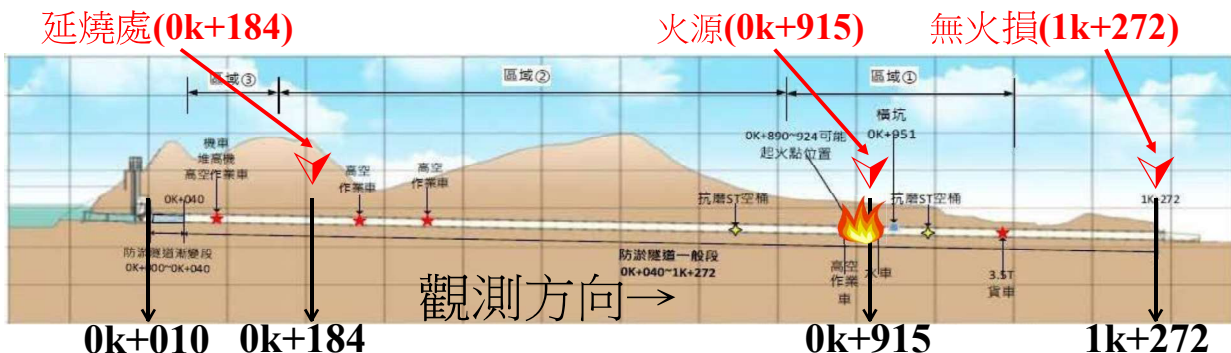 延燒處(0k+184)
火源(0k+915)
無火損(1k+272)
區域③
區域②
區域①
機車
堆高機
高空作業車
高空
作業車
高空
作業車
抗磨ST空桶
0K+890~924可能
起火點位置
橫坑
0K+951
抗磨ST空桶
0K+040
1K+272
防淤隧道漸變段
0K+000~0K+040
防淤隧道一般段
0K+040~1K+272
高空
作業
車
水車
3.5T
貨車
觀測方向→
0k+010
0k+184
0k+915
1k+272